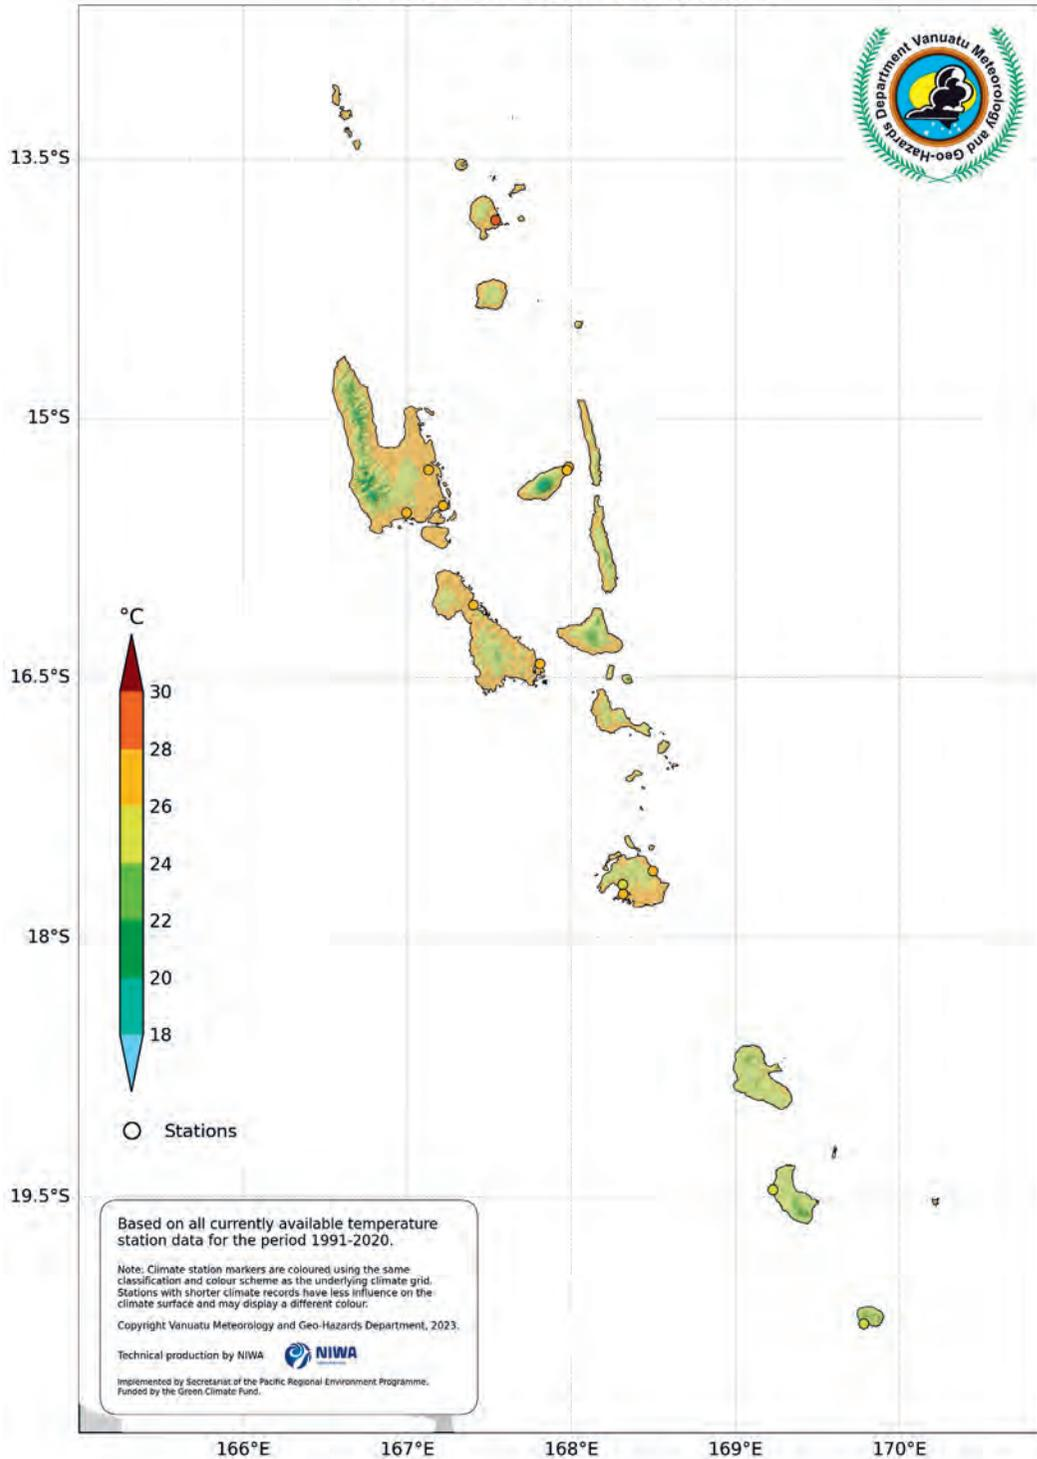 Department Vanuatu Meteorology and Geo-Hazards
13.5°S
15°S
°C
16.5°S
30
28
26
24
22
18°S
20
18
Stations
19.5°S
Based on all currently available temperature
station data for the period 1991-2020.
Note: Climate station markers are coloured using the same
classification and colour scheme as the underlying climate grid.
Stations with shorter climate records have less influence on the
climate surface and may display a different colour.
Copyright Vanuatu Meteorology and Geo-Hazards Department, 2023.
Technical production by NIWA NIWA
Implemented by Secretariat of the Pacific Regional Environment Programme.
Funded by the Green Climate Fund.
166°E 167°E 168°E 169°E 170°E